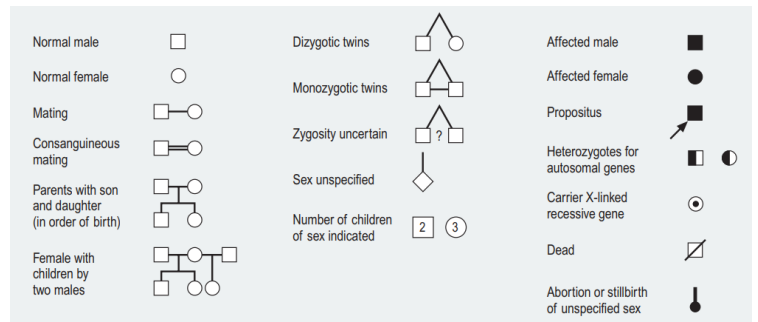 Normal male
Normal female
Mating
Consanguineous
mating
Parents with son
and daughter
(in order of birth)
Female with
children by
two males
Dizygotic twins
Monozygotic twins
Zygosity uncertain
?
Sex unspecified
Number of children
of sex indicated
2 3
Affected male
Affected female
Propositus
Heterozygotes for
autosomal genes
Carrier X-linked
recessive gene
Dead
Abortion or stillbirth
of unspecified sex